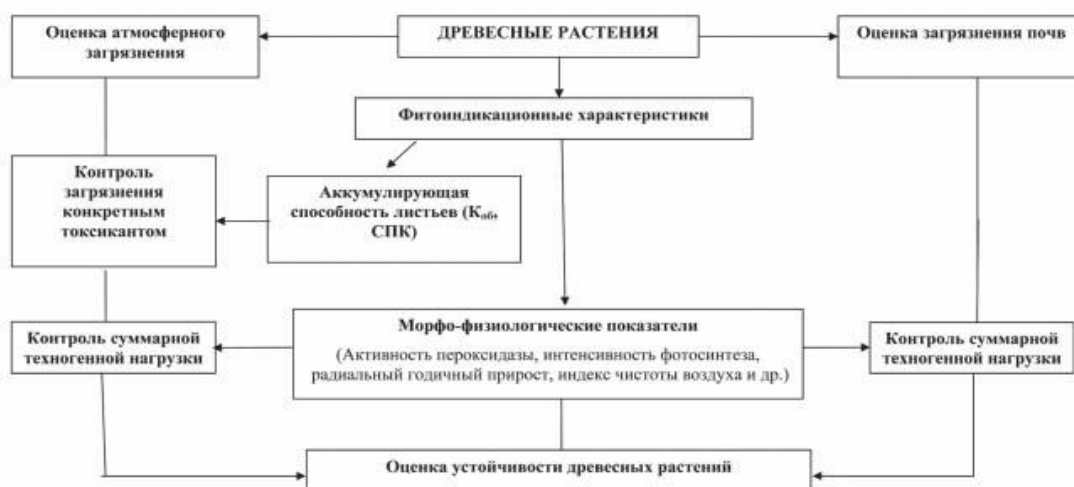 Оценка атмосферного
загрязнения
ДРЕВЕСНЫЕ РАСТЕНИЯ
Оценка загрязнения почв
Фитоиндикационные характеристики
Контроль
загрязнения
конкретным
токсикантом
Аккумулирующая
способность листьев (Kоб,
СПК)
Контроль суммарной
техногенной нагрузки
Морфо-физиологические показатели
(Активность пероксидазы, интенсивность фотосинтеза,
радиальный годичный прирост, индекс чистоты воздуха и др.)
Контроль суммарной
техногенной нагрузки
Оценка устойчивости древесных растений